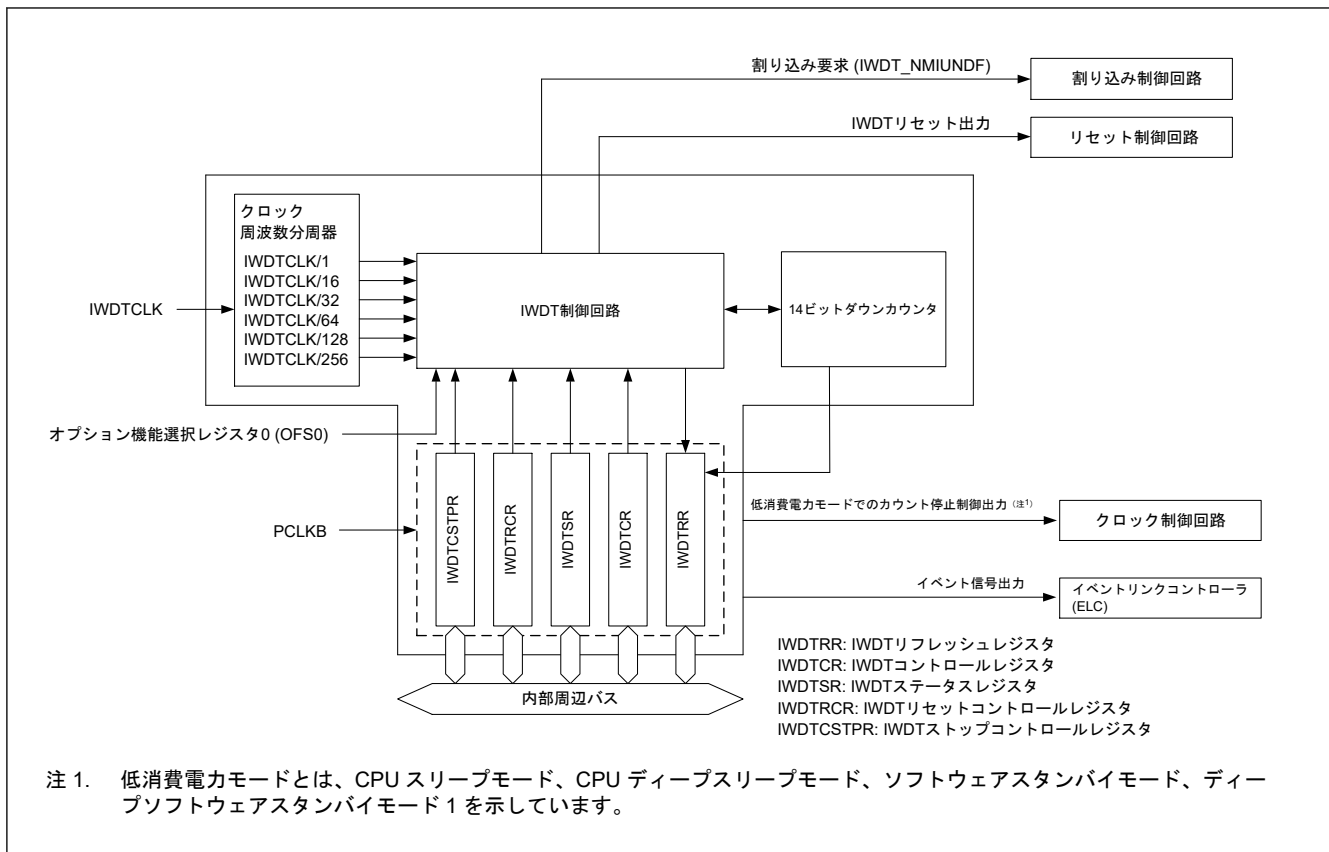 割り込み要求 (IWDT_NMIUNDF)
割り込み制御回路
IWDTリセット出力
リセット制御回路
クロック
周波数分周器
IWDTCLK/1
IWDTCLK/16
IWDTCLK/32
IWDTCLK/64
IWDTCLK/128
IWDTCLK/256
IWDTCLK
IWDT制御回路
14ビットダウンカウンタ
オプション機能選択レジスタ0 (OFS0)
PCLKB
IWDTCSTPR
IWDTRCR
IWDTSR
IWDTCR
IWDTRR
低消費電力モードでのカウント停止制御出力 (注1)
クロック制御回路
イベント信号出力
イベントリンクコントローラ
(ELC)
内部周辺バス
IWDTRR: IWDTリフレッシュレジスタ
IWDTCR: IWDTコントロールレジスタ
IWDTSR: IWDTステータスレジスタ
IWDTRCR: IWDTリセットコントロールレジスタ
IWDTCSTPR: IWDTストップコントロールレジスタ
注 1. 低消費電力モードとは、CPU スリープモード、CPU ディープスリープモード、ソフトウェアスタンバイモード、ディー
プソフトウェアスタンバイモード 1 を示しています。